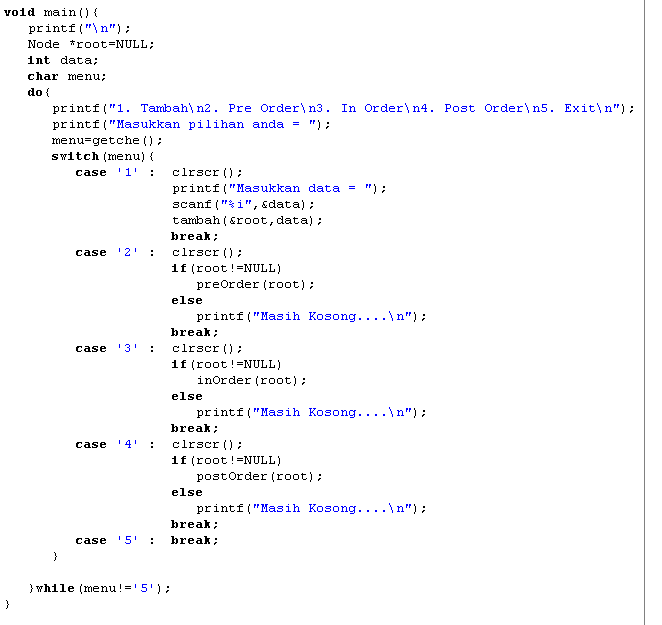 void main(){
printf("\n");
Node *root=NULL;
int data;
char menu;
do{
printf("1. Tambah\n2. Pre Order\n3. In Order\n4. Post Order\n5. Exit\n");
printf("Masukkan pilihan anda = ");
menu=getche();
switch(menu){
case '1' : clrscr();
printf("Masukkan data = ");
scanf("%i",&data);
tambah(&root,data);
break;
case '2' : clrscr();
if(root!=NULL)
preOrder(root);
else
printf("Masih Kosong....\n");
break;
case '3' : clrscr();
if(root!=NULL)
inOrder(root);
else
printf("Masih Kosong....\n");
break;
case '4' : clrscr();
if(root!=NULL)
postOrder(root);
else
printf("Masih Kosong....\n");
break;
case '5' : break;
}
}while(menu!='5');
}